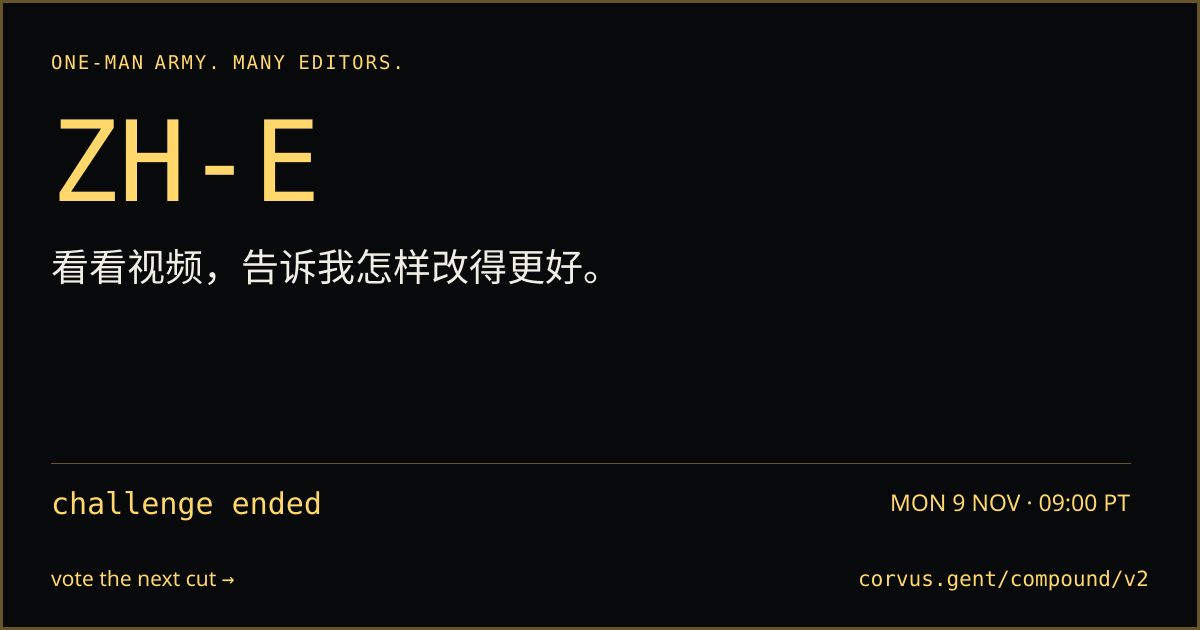 ONE-MAN ARMY. MANY EDITORS.
ZH-E
看看视频，告诉我怎样改得更好。
challenge ended
MON 9 NOV · 09:00 PT
vote the next cut →
corvus.gent/compound/v2